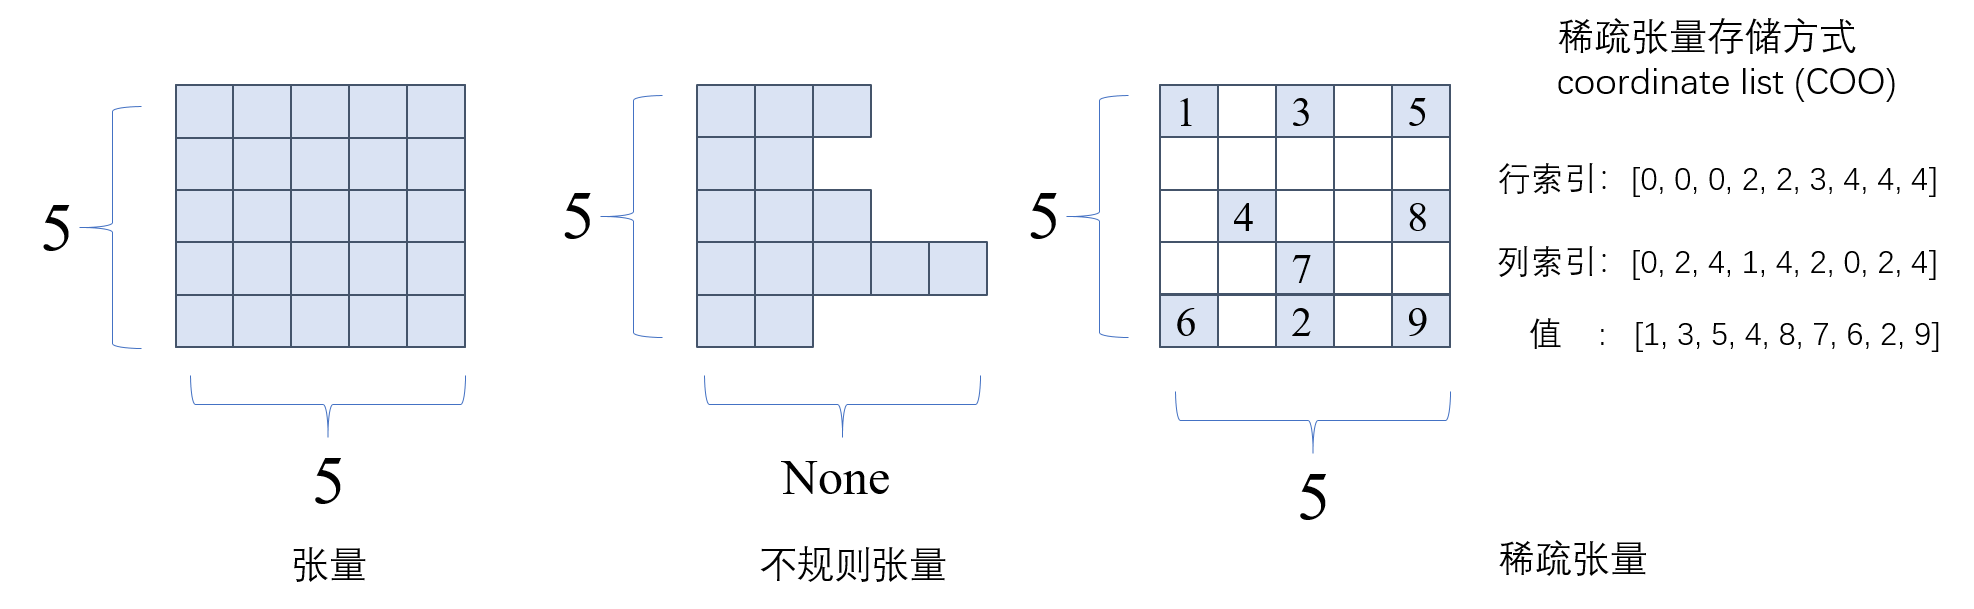 5
5
张量
5
None
不规则张量
1 3 5
4 8
7
6 2 9
5
5
稀疏张量
稀疏张量存储方式
coordinate list (COO)
行索引：[0, 0, 0, 2, 2, 3, 4, 4, 4]
列索引：[0, 2, 4, 1, 4, 2, 0, 2, 4]
值 ：[1, 3, 5, 4, 8, 7, 6, 2, 9]